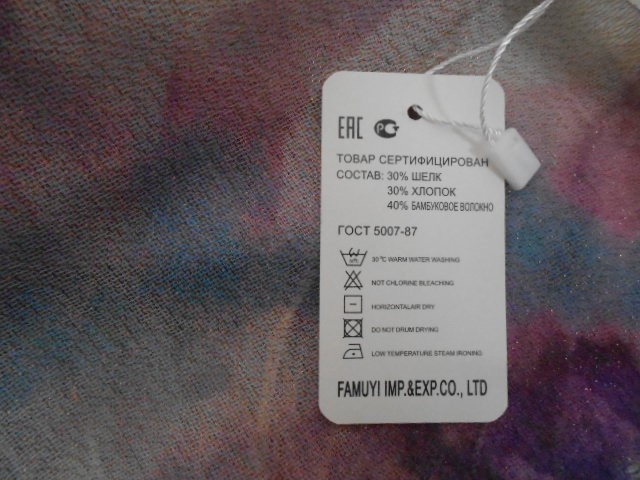 ЕАС РС
ТОВАР СЕРТИФИЦИРОВАН
СОСТАВ: 30% ШЕЛК
30% ХЛОПОК
40% БАМБУКОВОЕ ВОЛОКНО
ГОСТ 5007-87
30°C WARM WATER WASHING
NOT CHLORINE BLEACHING
HORIZONTALAIR DRY
DO NOT DRUM DRYING
LOW TEMPERATURE STEAM IRONING
FAMUYI IMP.&EXP.CO., LTD